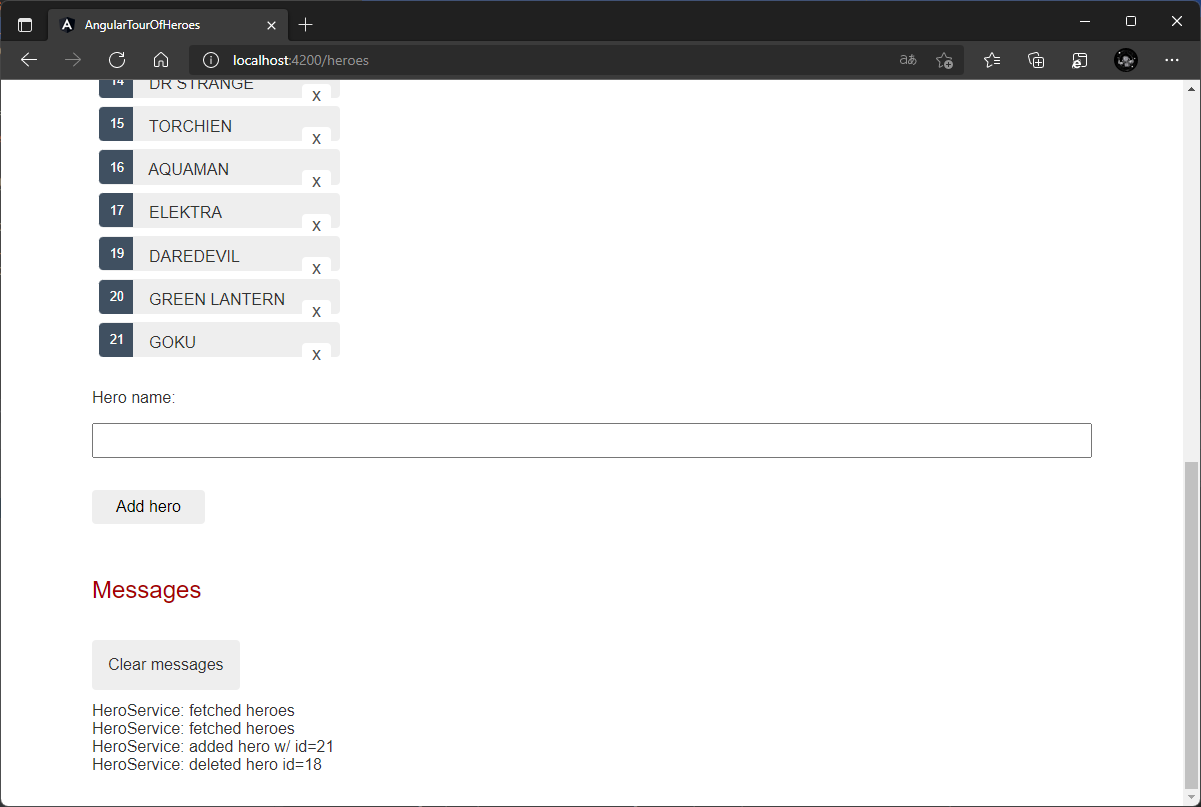 AngularTourOfHeroes
localhost:4200/heroes
14 DR STRANGE x
15 TORCHIEN x
16 AQUAMAN x
17 ELEKTRA x
19 DAREDEVIL x
20 GREEN LANTERN x
21 GOKU x
Hero name:
Add hero
Messages
Clear messages
HeroService: fetched heroes
HeroService: fetched heroes
HeroService: added hero w/ id=21
HeroService: deleted hero id=18